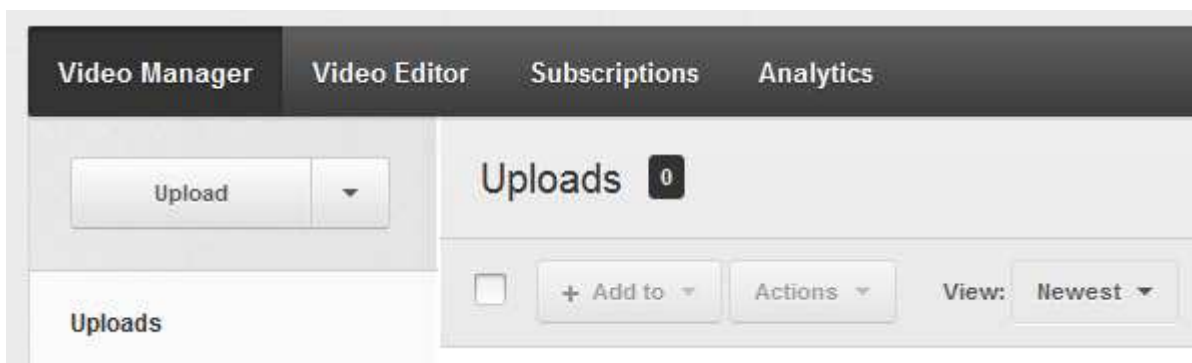 Video Manager Video Editor Subscriptions Analytics
Upload
Uploads 0
+ Add to Actions View: Newest
Uploads